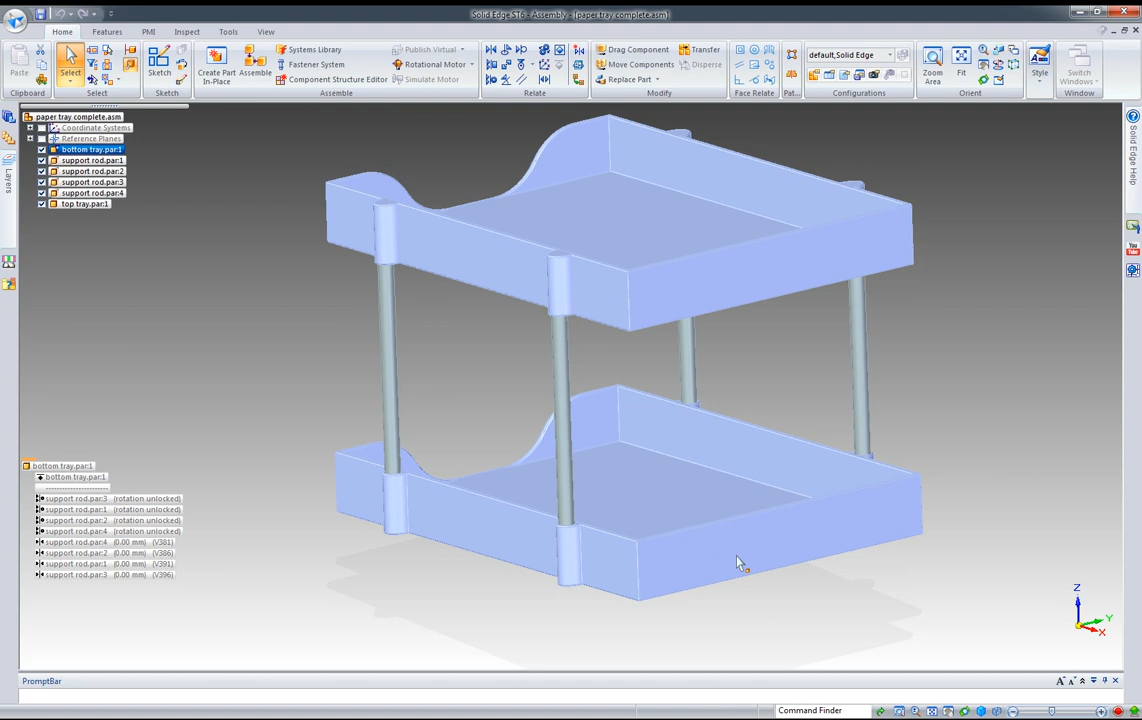 Solid Edge ST6 - Assembly - [paper tray complete.asm]
Home Features PMI Inspect Tools View
Paste
Clipboard
Select
Select
Sketch
Sketch
Create Part In-Place
Assemble
Systems Library
Fastener System
Component Structure Editor
Publish Virtual
Rotational Motor
Simulate Motor
Assemble
Relate
Drag Component
Move Components
Replace Part
Transfer
Disperse
Modify
Face Relate
Pat...
default,Solid Edge
Configurations
Zoom Area
Fit
Orient
Style
Switch Windows
Window
paper tray complete.asm
Coordinate Systems
Reference Planes
bottom tray.par:1
support rod.par:1
support rod.par:2
support rod.par:3
support rod.par:4
top tray.par:1
Layers
Solid Edge Help
You Tube
bottom tray.par:1
bottom tray.par:1
support rod.par:3 (rotation unlocked)
support rod.par:1 (rotation unlocked)
support rod.par:2 (rotation unlocked)
support rod.par:4 (rotation unlocked)
support rod.par:4 (0.00 mm) (V381)
support rod.par:2 (0.00 mm) (V386)
support rod.par:1 (0.00 mm) (V391)
support rod.par:3 (0.00 mm) (V396)
Z
Y
X
PromptBar
Command Finder